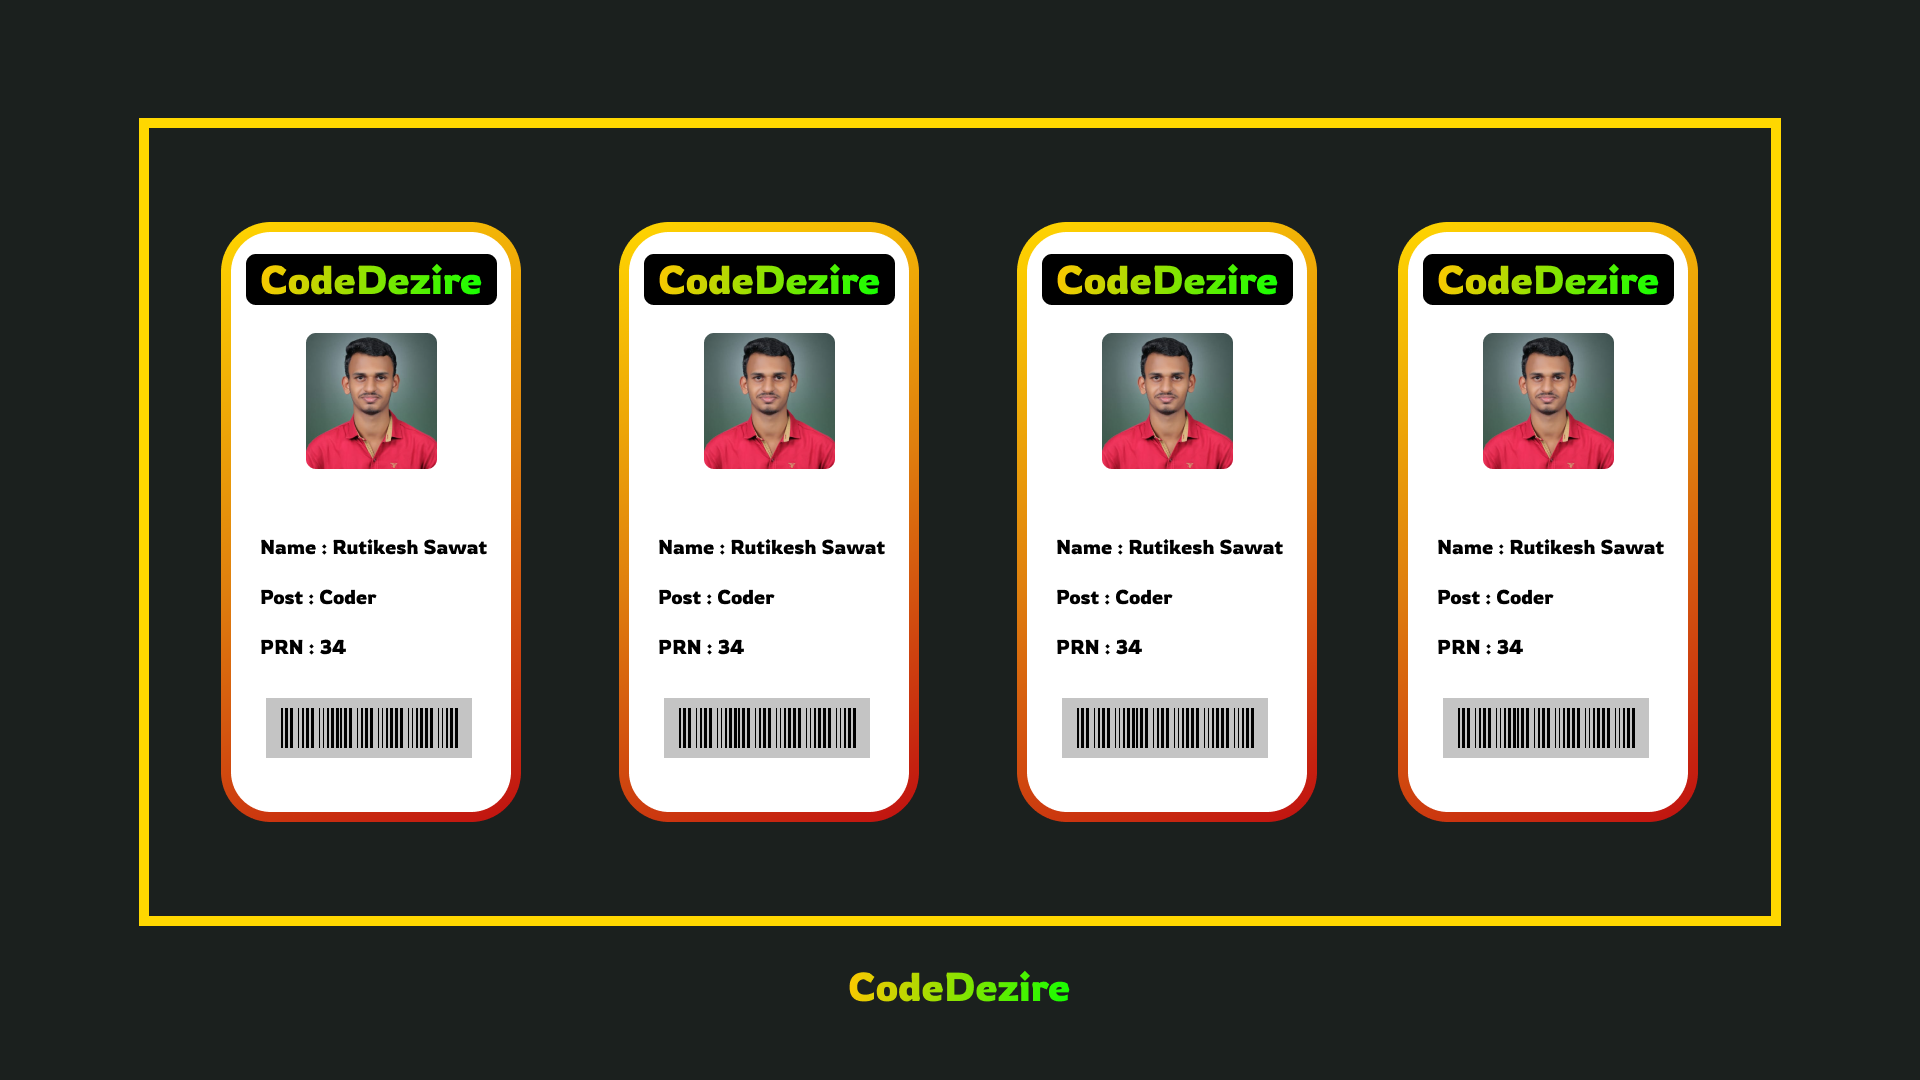 CodeDezire
Name : Rutikesh Sawat
Post : Coder
PRN : 34
CodeDezire
Name : Rutikesh Sawat
Post : Coder
PRN : 34
CodeDezire
Name : Rutikesh Sawat
Post : Coder
PRN : 34
CodeDezire
Name : Rutikesh Sawat
Post : Coder
PRN : 34
CodeDezire